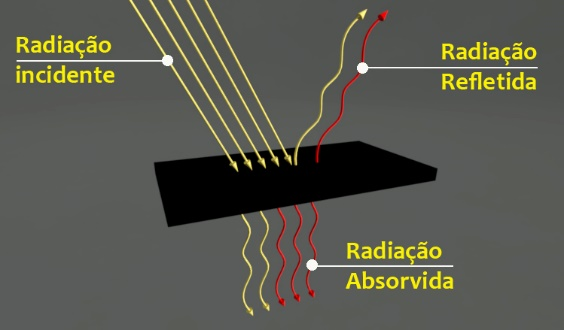 Radiação
incidente
Radiação
Refletida
Radiação
Absorvida